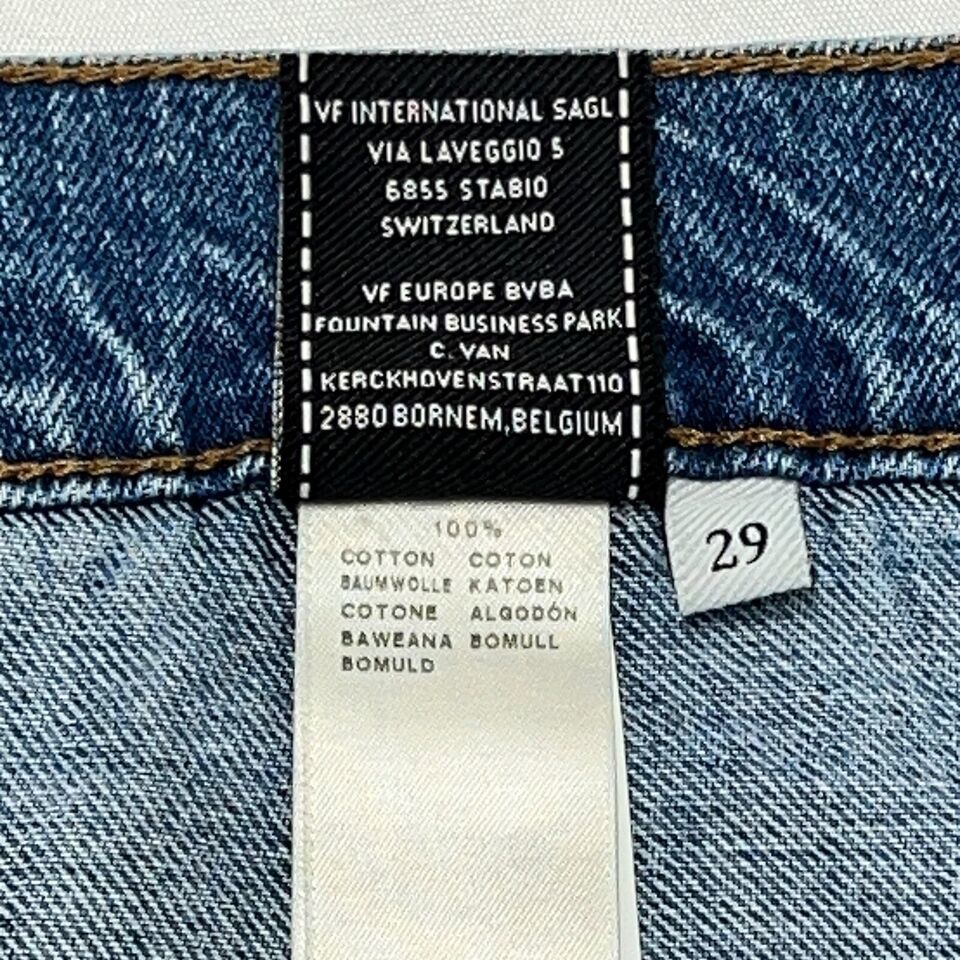 VF INTERNATIONAL SAGL
VIA LAVEGGIO 5
6855 STABIO
SWITZERLAND
VF EUROPE BVBA
FOUNTAIN BUSINESS PARK
C. VAN
KERCKHOVENSTRAAT 110
2880 BORNEM, BELGIUM
100%
COTTON COTON
BAUMWOLLE KATOEN
COTONE ALGODÓN
BAWEANA BOMULL
BOMULD
29